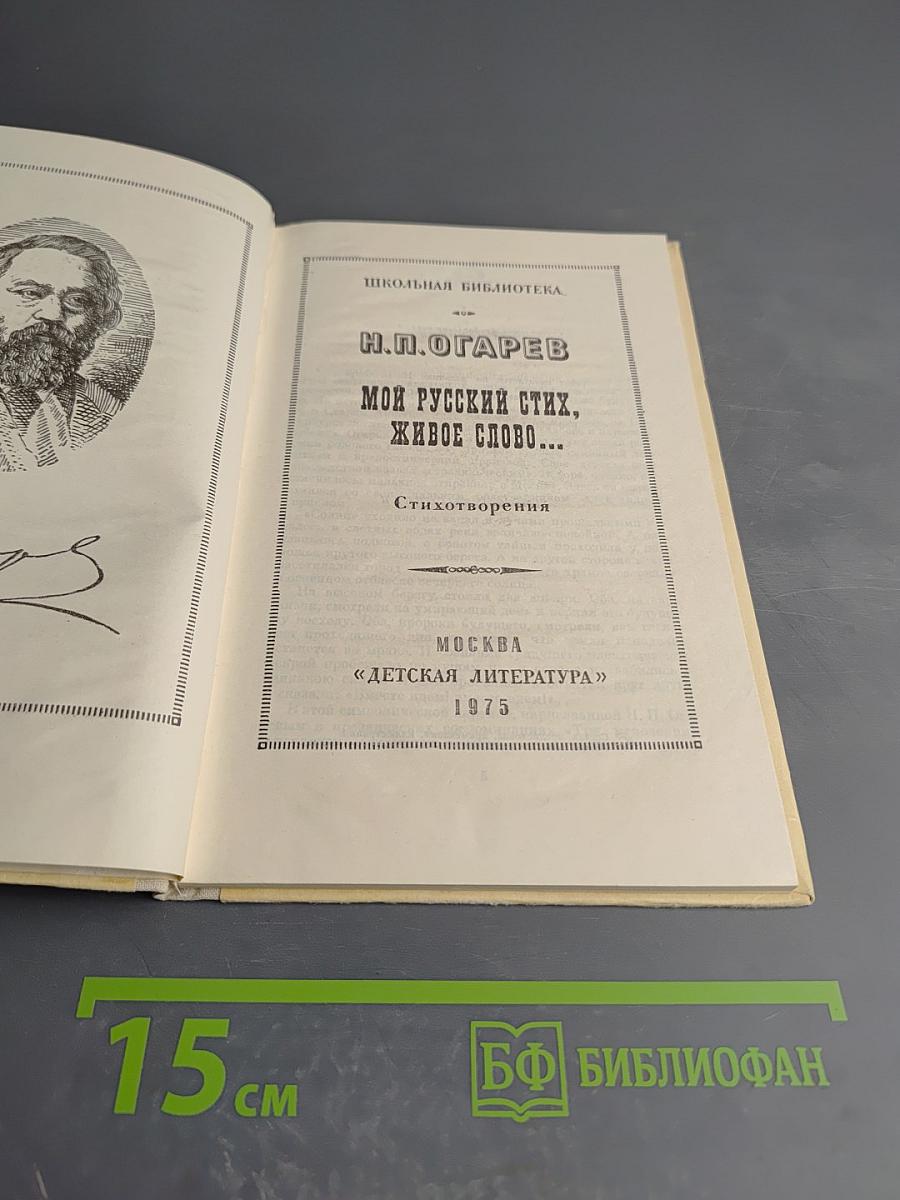 ШКОЛЬНАЯ БИБЛИОТЕКА
Н.П.ОГАРЕВ
МОЙ РУССКИЙ СТИХ,
ЖИВОЕ СЛОВО...
Стихотворения
МОСКВА
«ДЕТСКАЯ ЛИТЕРАТУРА»
1975
15 см
БФ БИБЛИОФАН